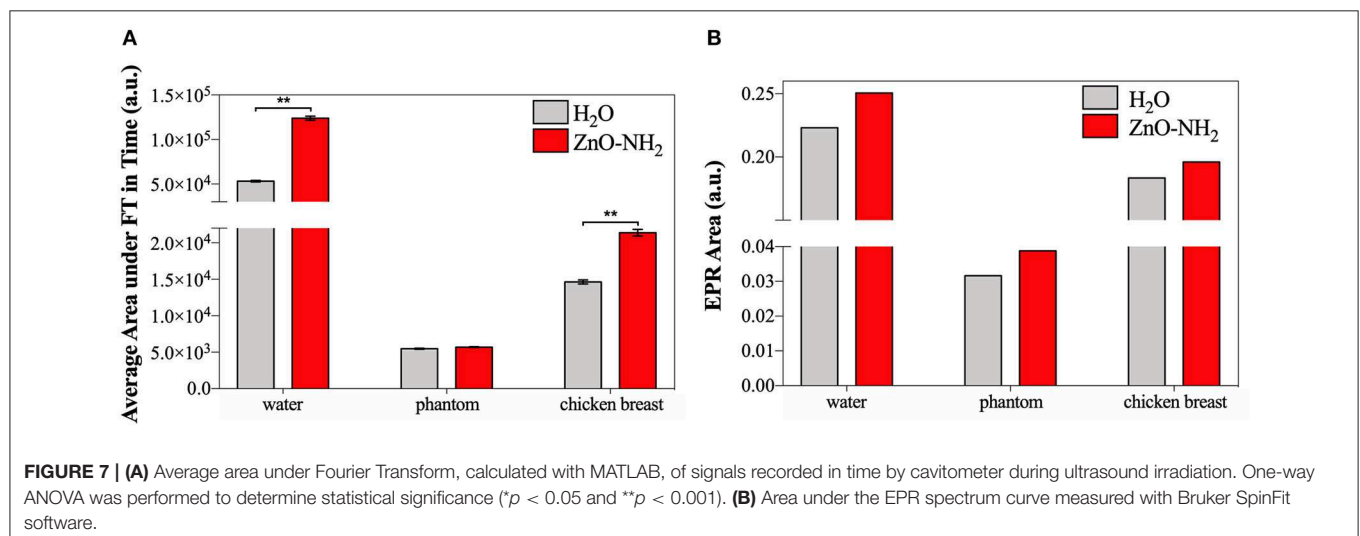 A
Average Area under FT in Time (a.u.)
1.5×10⁵
1.0×10⁵
5.0×10⁴
2.0×10⁴
1.5×10⁴
1.0×10⁴
5.0×10³
0.0
**
**
H₂O
ZnO-NH₂
water
phantom
chicken breast
B
EPR Area (a.u.)
0.25
0.20
0.04
0.03
0.02
0.01
0.00
H₂O
ZnO-NH₂
water
phantom
chicken breast
FIGURE 7 | (A) Average area under Fourier Transform, calculated with MATLAB, of signals recorded in time by cavitometer during ultrasound irradiation. One-way
ANOVA was performed to determine statistical significance (*p < 0.05 and **p < 0.001). (B) Area under the EPR spectrum curve measured with Bruker SpinFit
software.